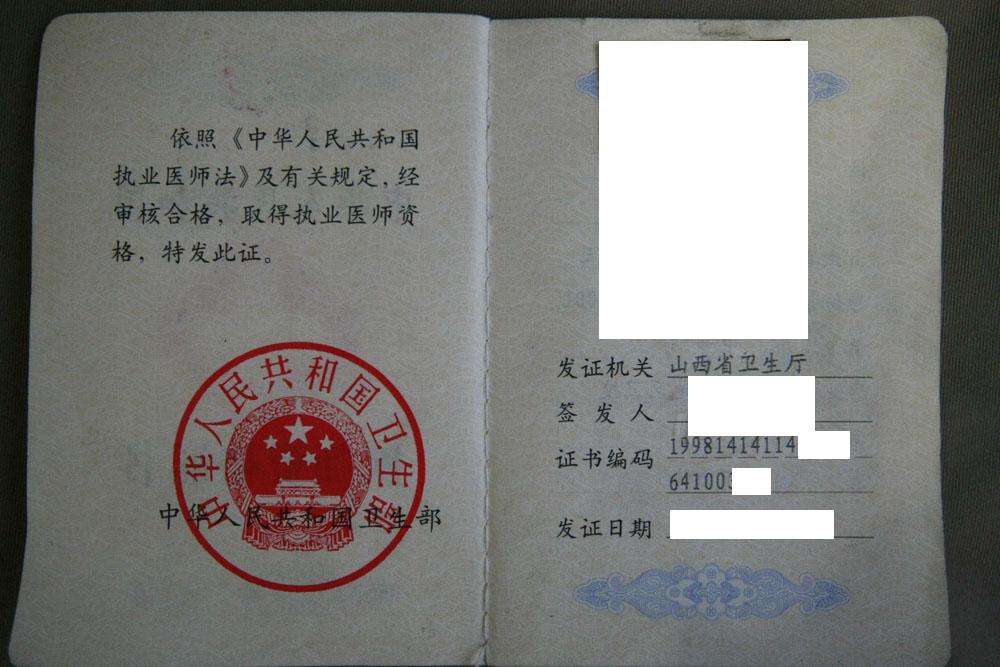 依照《中华人民共和国
执业医师法》及有关规定,经
审核合格，取得执业医师资
格，特发此证。
中华人民共和国卫生部
中华人民共和国卫生部
发证机关 山西省卫生厅
签发人
证书编码 19981414114
641003
发证日期